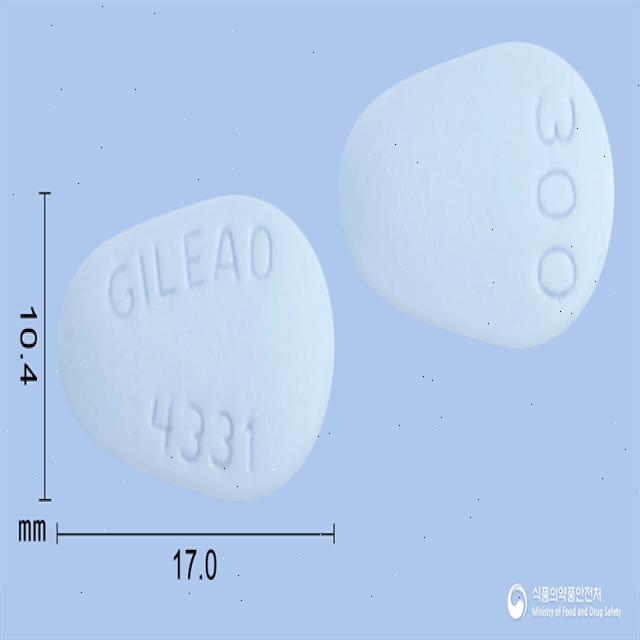 GILEAD
4331
300
10.4
mm
17.0
식품의약품안전처
Ministry of Food and Drug Safety